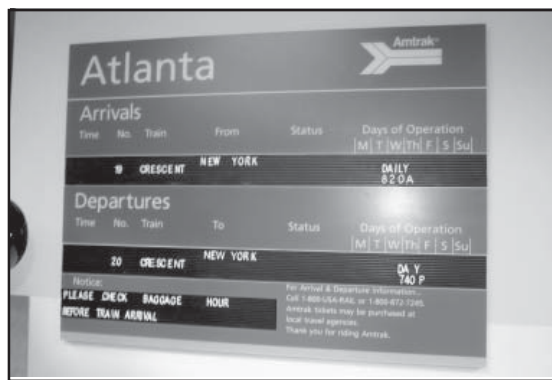 Atlanta
Amtrak
Arrivals
Time No. Train From Status Days of Operation
M T W Th F S Su
19 CRESCENT NEW YORK DAILY
820A
Departures
Time No. Train To Status Days of Operation
M T W Th F S Su
20 CRESCENT NEW YORK DA Y
740 P
Notice:
PLEASE CHECK BAGGAGE HOUR
BEFORE TRAIN ARRIVAL
For Arrival & Departure Information...
Call 1-800-USA-RAIL or 1-800-872-7245.
Amtrak tickets may be purchased at
local travel agencies.
Thank you for riding Amtrak.